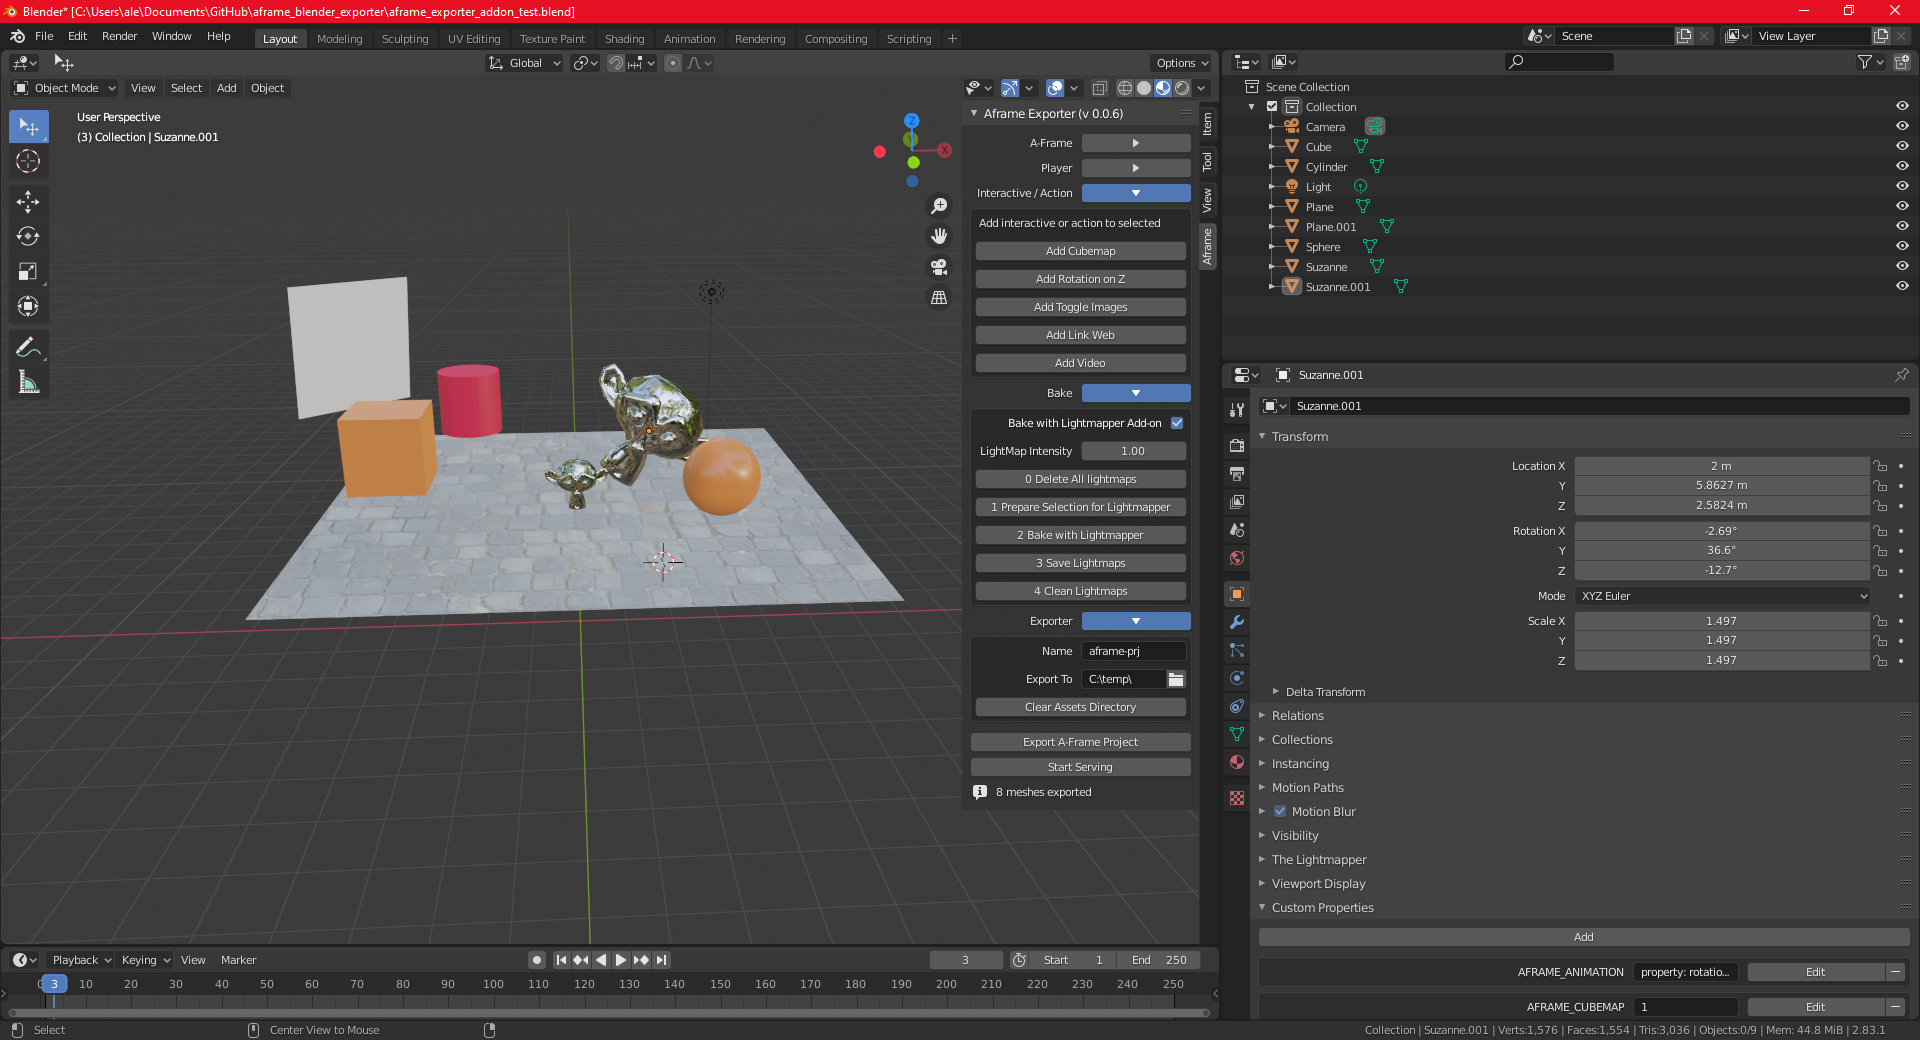 Blender* [C:\Users\ale\Documents\GitHub\aframe_blender_exporter\aframe_exporter_addon_test.blend]
File Edit Render Window Help Layout Modeling Sculpting UV Editing Texture Paint Shading Animation Rendering Compositing Scripting + Scene View Layer
Global Options
Object Mode View Select Add Object
User Perspective
(3) Collection | Suzanne.001
Z
X
Aframe Exporter (v 0.0.6)
A-Frame
Player
Interactive / Action
Add interactive or action to selected
Add Cubemap
Add Rotation on Z
Add Toggle Images
Add Link Web
Add Video
Bake
Bake with Lightmapper Add-on
LightMap Intensity 1.00
0 Delete All lightmaps
1 Prepare Selection for Lightmapper
2 Bake with Lightmapper
3 Save Lightmaps
4 Clean Lightmaps
Exporter
Name aframe-prj
Export To C:\temp\
Clear Assets Directory
Export A-Frame Project
Start Serving
8 meshes exported
Item
Tool
View
Aframe
Scene Collection
Collection
Camera
Cube
Cylinder
Light
Plane
Plane.001
Sphere
Suzanne
Suzanne.001
Suzanne.001
Suzanne.001
Transform
Location X 2 m
Y 5.8627 m
Z 2.5824 m
Rotation X -2.69°
Y 36.6°
Z -12.7°
Mode XYZ Euler
Scale X 1.497
Y 1.497
Z 1.497
Delta Transform
Relations
Collections
Instancing
Motion Paths
Motion Blur
Visibility
The Lightmapper
Viewport Display
Custom Properties
Add
AFRAME_ANIMATION property: rotatio... Edit
AFRAME_CUBEMAP 1 Edit
Playback Keying View Marker 3 Start 1 End 250
3 10 20 30 40 50 60 70 80 90 100 110 120 130 140 150 160 170 180 190 200 210 220 230 240 250
Select Center View to Mouse
Collection | Suzanne.001 | Verts:1,576 | Faces:1,554 | Tris:3,036 | Objects:0/9 | Mem: 44.8 MiB | 2.83.1